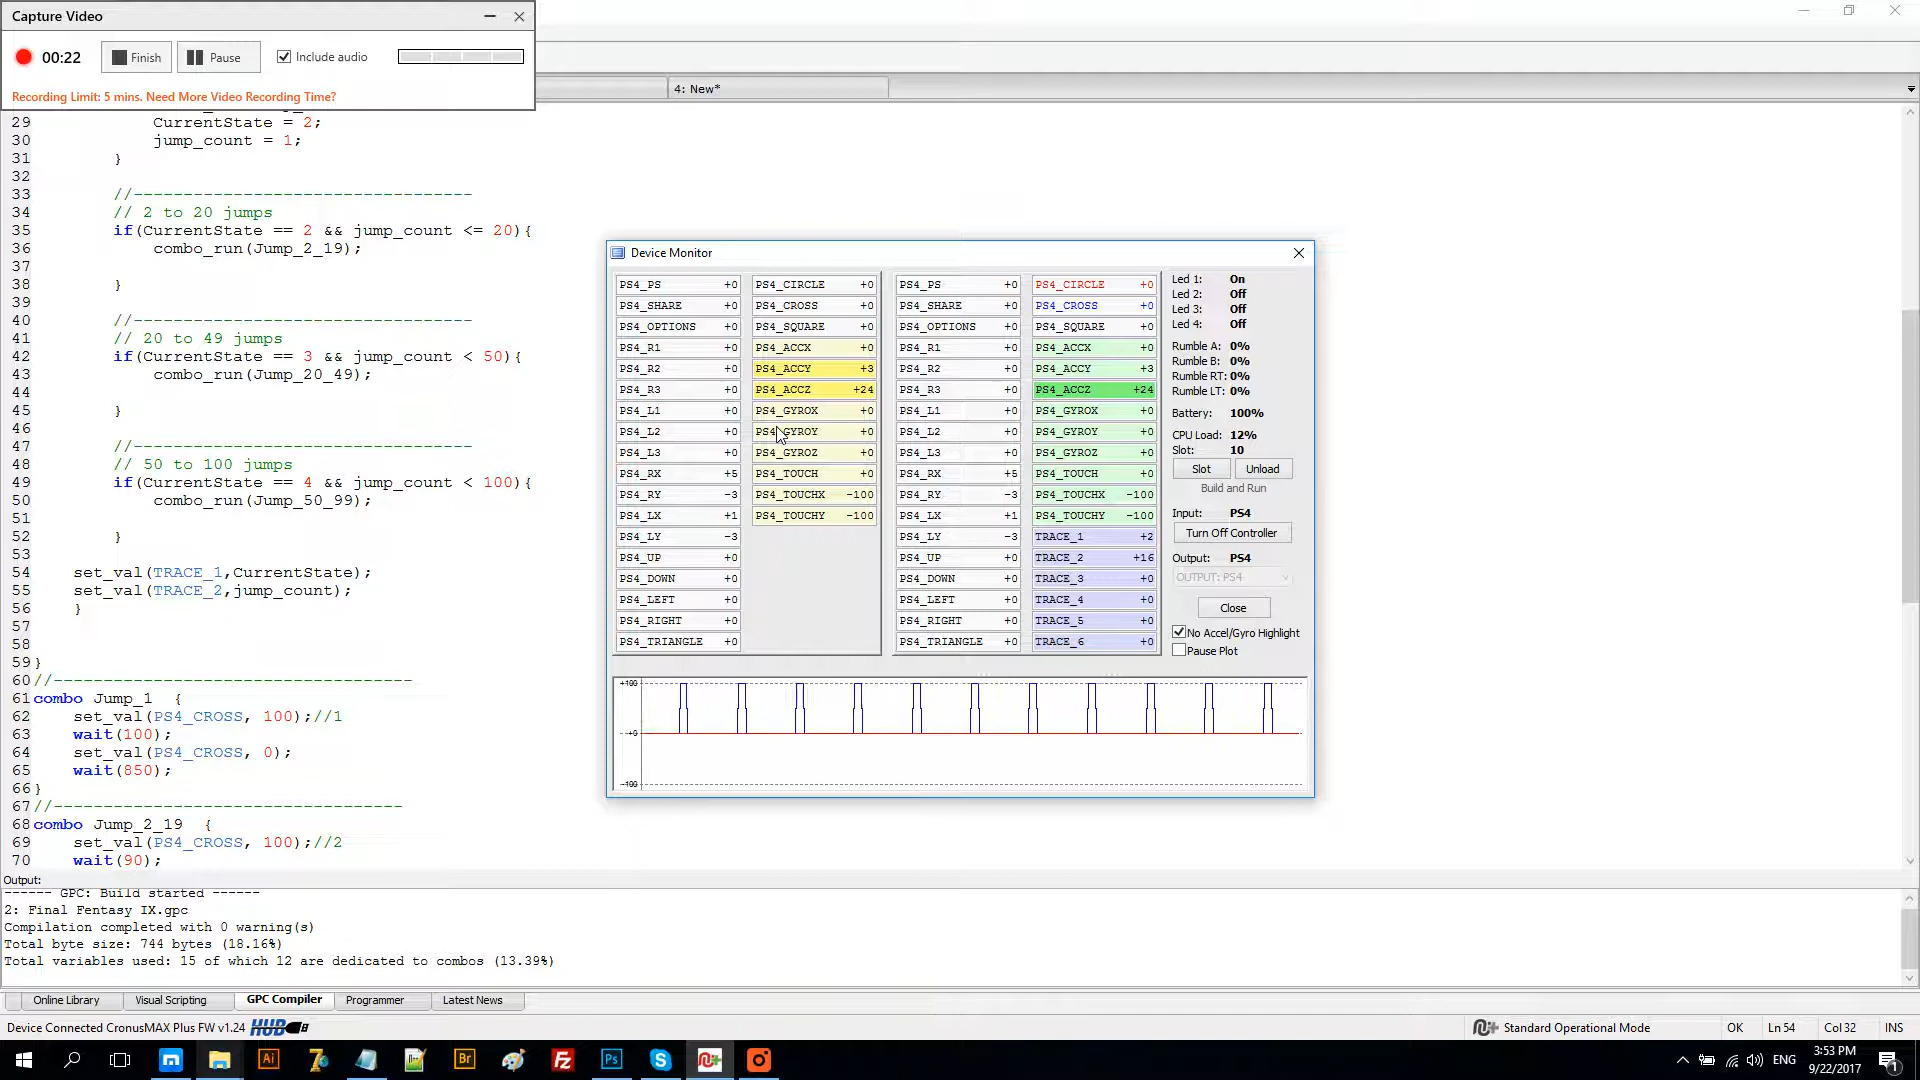 Capture Video
00:22
Finish
Pause
Include audio
Recording Limit: 5 mins. Need More Video Recording Time?
4: New*
29 CurrentState = 2;
30 jump_count = 1;
31 }
32
33 //----------------------------------
34 // 2 to 20 jumps
35 if(CurrentState == 2 && jump_count <= 20){
36 combo_run(Jump_2_19);
37
38 }
39
40 //----------------------------------
41 // 20 to 49 jumps
42 if(CurrentState == 3 && jump_count < 50){
43 combo_run(Jump_20_49);
44
45 }
46
47 //----------------------------------
48 // 50 to 100 jumps
49 if(CurrentState == 4 && jump_count < 100){
50 combo_run(Jump_50_99);
51
52 }
53
54 set_val(TRACE_1,CurrentState);
55 set_val(TRACE_2,jump_count);
56 }
57
58
59 }
60 //------------------------------------
61 combo Jump_1 {
62 set_val(PS4_CROSS, 100);//1
63 wait(100);
64 set_val(PS4_CROSS, 0);
65 wait(850);
66 }
67 //-----------------------------------
68 combo Jump_2_19 {
69 set_val(PS4_CROSS, 100);//2
70 wait(90);
Device Monitor
PS4_PS +0 PS4_CIRCLE +0 PS4_PS +0 PS4_CIRCLE +0
PS4_SHARE +0 PS4_CROSS +0 PS4_SHARE +0 PS4_CROSS +0
PS4_OPTIONS +0 PS4_SQUARE +0 PS4_OPTIONS +0 PS4_SQUARE +0
PS4_R1 +0 PS4_ACCX +0 PS4_R1 +0 PS4_ACCX +0
PS4_R2 +0 PS4_ACCY +3 PS4_R2 +0 PS4_ACCY +3
PS4_R3 +0 PS4_ACCZ +24 PS4_R3 +0 PS4_ACCZ +24
PS4_L1 +0 PS4_GYROX +0 PS4_L1 +0 PS4_GYROX +0
PS4_L2 +0 PS4_GYROY +0 PS4_L2 +0 PS4_GYROY +0
PS4_L3 +0 PS4_GYROZ +0 PS4_L3 +0 PS4_GYROZ +0
PS4_RX +5 PS4_TOUCH +0 PS4_RX +5 PS4_TOUCH +0
PS4_RY -3 PS4_TOUCHX -100 PS4_RY -3 PS4_TOUCHX -100
PS4_LX +1 PS4_TOUCHY -100 PS4_LX +1 PS4_TOUCHY -100
PS4_LY -3 PS4_LY -3 TRACE_1 +2
PS4_UP +0 PS4_UP +0 TRACE_2 +16
PS4_DOWN +0 PS4_DOWN +0 TRACE_3 +0
PS4_LEFT +0 PS4_LEFT +0 TRACE_4 +0
PS4_RIGHT +0 PS4_RIGHT +0 TRACE_5 +0
PS4_TRIANGLE +0 PS4_TRIANGLE +0 TRACE_6 +0
Led 1: On
Led 2: Off
Led 3: Off
Led 4: Off
Rumble A: 0%
Rumble B: 0%
Rumble RT: 0%
Rumble LT: 0%
Battery: 100%
CPU Load: 12%
Slot: 10
Slot Unload
Build and Run
Input: PS4
Turn Off Controller
Output: PS4
OUTPUT: PS4
Close
No Accel/Gyro Highlight
Pause Plot
+100
+0
-100
Output:
------ GPC: Build started ------
2: Final Fentasy IX.gpc
Compilation completed with 0 warning(s)
Total byte size: 744 bytes (18.16%)
Total variables used: 15 of which 12 are dedicated to combos (13.39%)
Online Library Visual Scripting GPC Compiler Programmer Latest News
Device Connected CronusMAX Plus FW v1.24 HUB
Standard Operational Mode OK Ln 54 Col 32 INS
Ai
Br
Fz
Ps
S
ENG
3:53 PM
9/22/2017
1